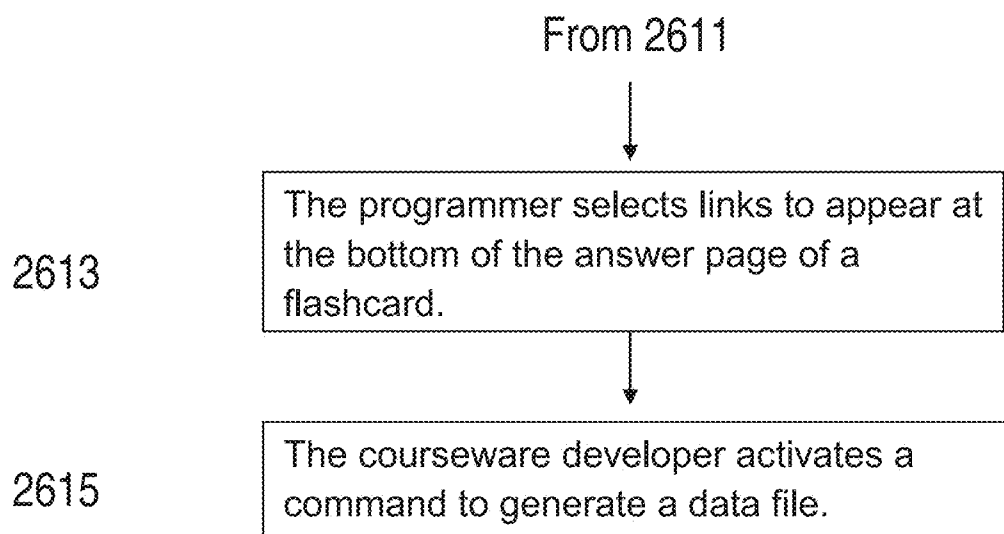 From 2611
The programmer selects links to appear at
the bottom of the answer page of a
flashcard.
2613
The courseware developer activates a
command to generate a data file.
2615